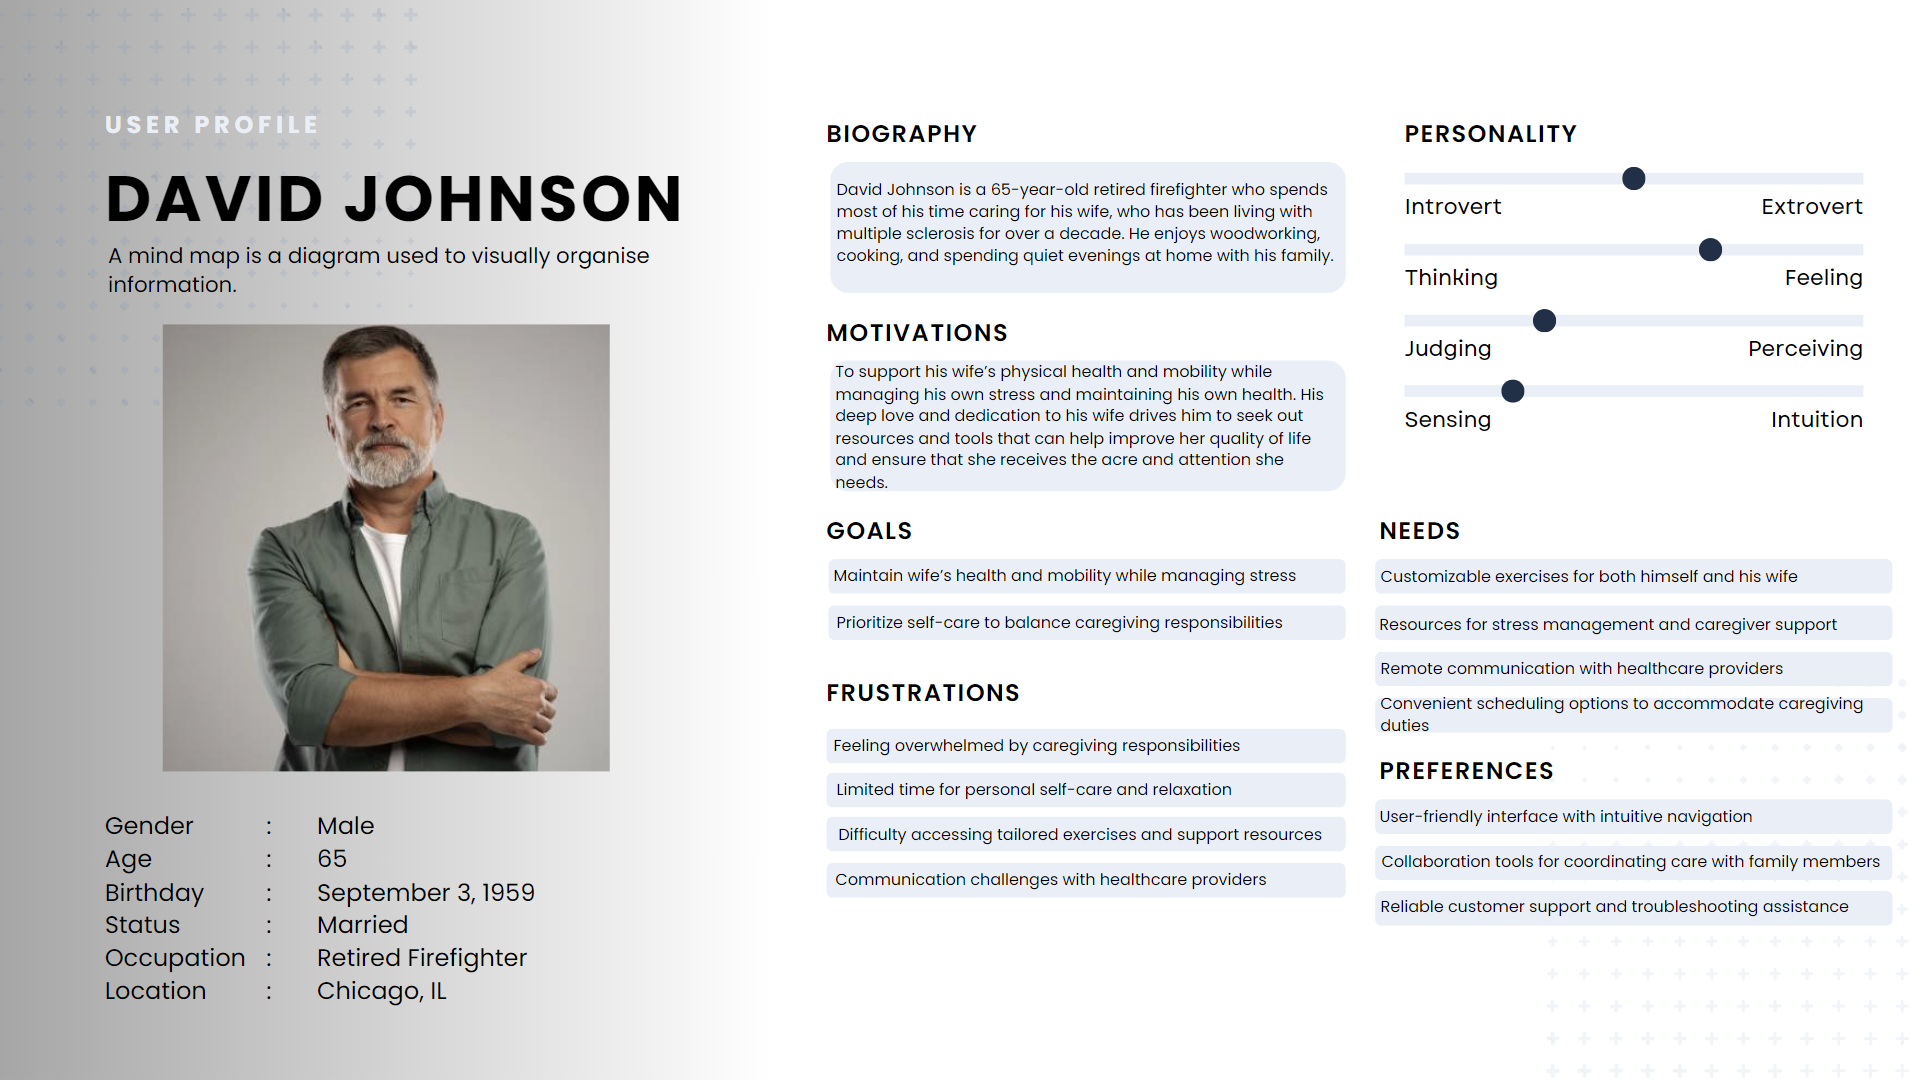 USER PROFILE
DAVID JOHNSON
A mind map is a diagram used to visually organise
information.
Gender : Male
Age : 65
Birthday : September 3, 1959
Status : Married
Occupation : Retired Firefighter
Location : Chicago, IL
BIOGRAPHY
David Johnson is a 65-year-old retired firefighter who spends
most of his time caring for his wife, who has been living with
multiple sclerosis for over a decade. He enjoys woodworking,
cooking, and spending quiet evenings at home with his family.
MOTIVATIONS
To support his wife’s physical health and mobility while
managing his own stress and maintaining his own health. His
deep love and dedication to his wife drives him to seek out
resources and tools that can help improve her quality of life
and ensure that she receives the acre and attention she
needs.
GOALS
Maintain wife’s health and mobility while managing stress
Prioritize self-care to balance caregiving responsibilities
FRUSTRATIONS
Feeling overwhelmed by caregiving responsibilities
Limited time for personal self-care and relaxation
Difficulty accessing tailored exercises and support resources
Communication challenges with healthcare providers
PERSONALITY
Introvert Extrovert
Thinking Feeling
Judging Perceiving
Sensing Intuition
NEEDS
Customizable exercises for both himself and his wife
Resources for stress management and caregiver support
Remote communication with healthcare providers
Convenient scheduling options to accommodate caregiving
duties
PREFERENCES
User-friendly interface with intuitive navigation
Collaboration tools for coordinating care with family members
Reliable customer support and troubleshooting assistance